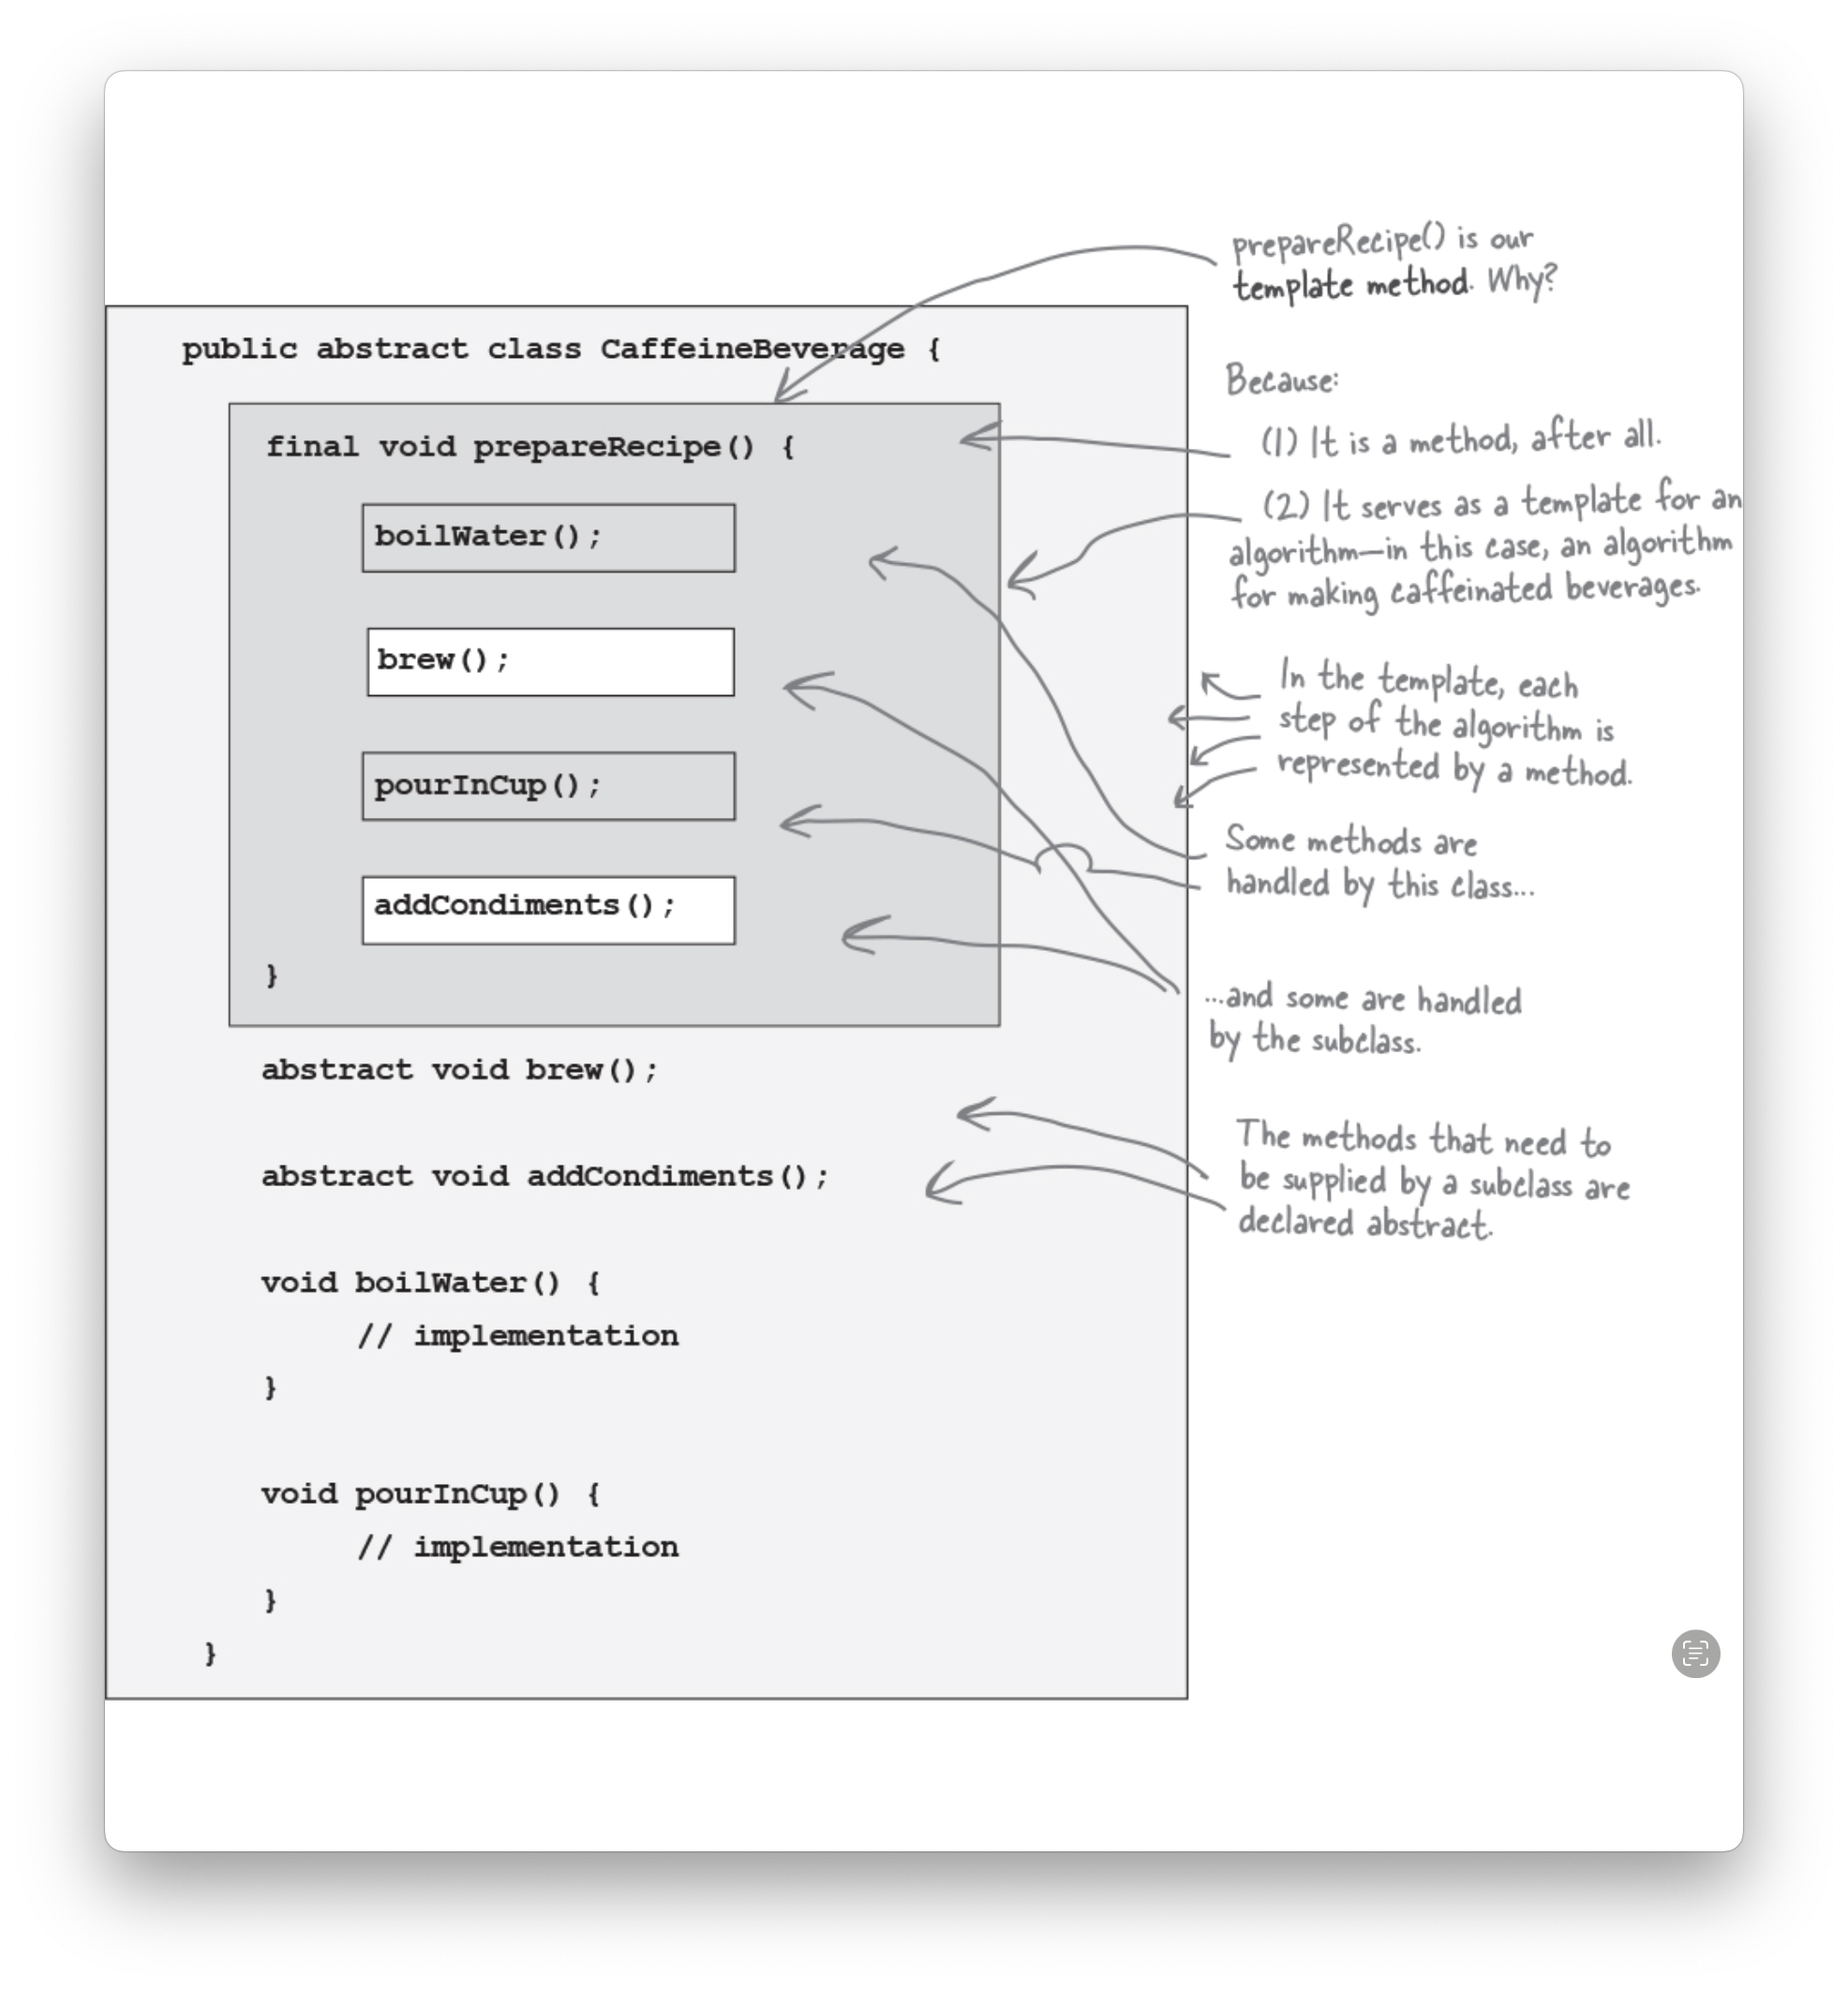 prepareRecipe() is our
template method. Why?
public abstract class CaffeineBeverage {
Because:
final void prepareRecipe() {
(1) It is a method, after all.
(2) It serves as a template for an
algorithm—in this case, an algorithm
for making caffeinated beverages.
boilWater();
brew();
In the template, each
step of the algorithm is
represented by a method.
pourInCup();
Some methods are
handled by this class...
addCondiments();
}
...and some are handled
by the subclass.
abstract void brew();
abstract void addCondiments();
The methods that need to
be supplied by a subclass are
declared abstract.
void boilWater() {
// implementation
}
void pourInCup() {
// implementation
}
}